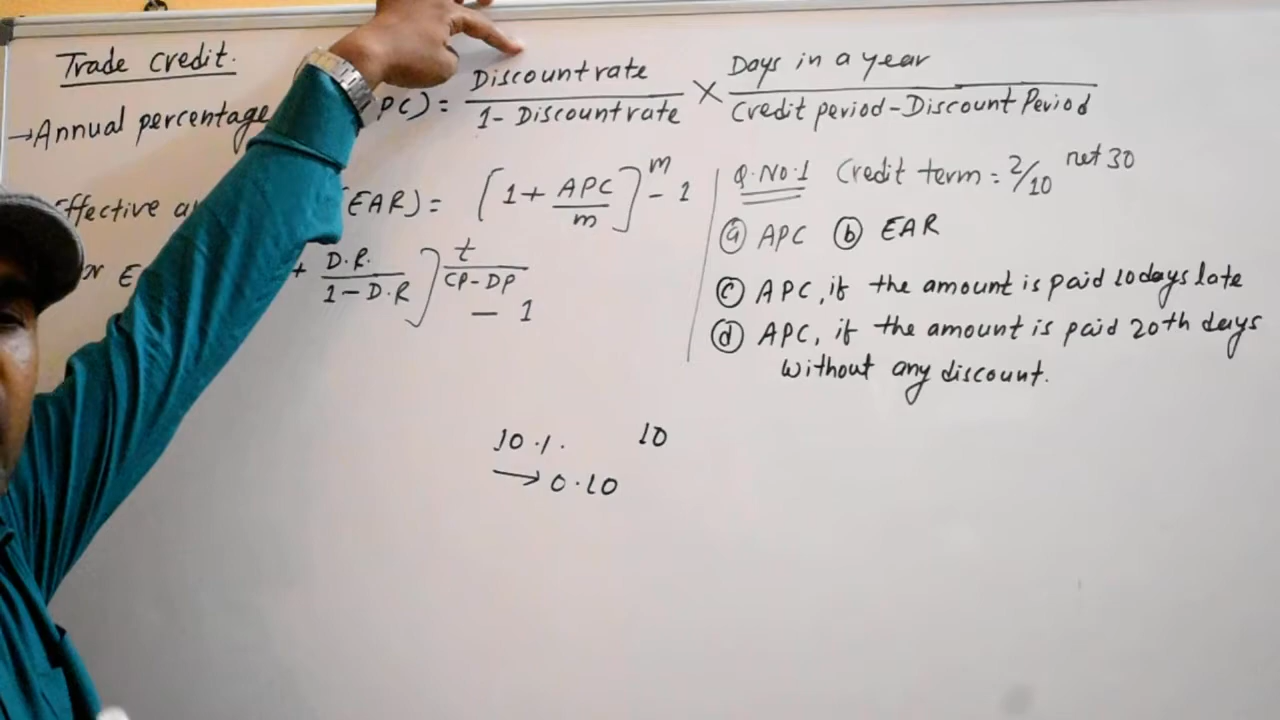 Trade Credit.
→ Annual percentage PC) = Discount rate / 1 - Discount rate × Days in a year / Credit period - Discount Period
Effective a (EAR) = [1 + APC / m]^m - 1
+ D.R. / 1 - D.R ]^t / CP - DP - 1
Q.No.1 Credit term = 2/10 net 30
(a) APC (b) EAR
(c) APC, if the amount is paid 10 days late
(d) APC, if the amount is paid 20th days
without any discount.
10 % 10
→ 0.10